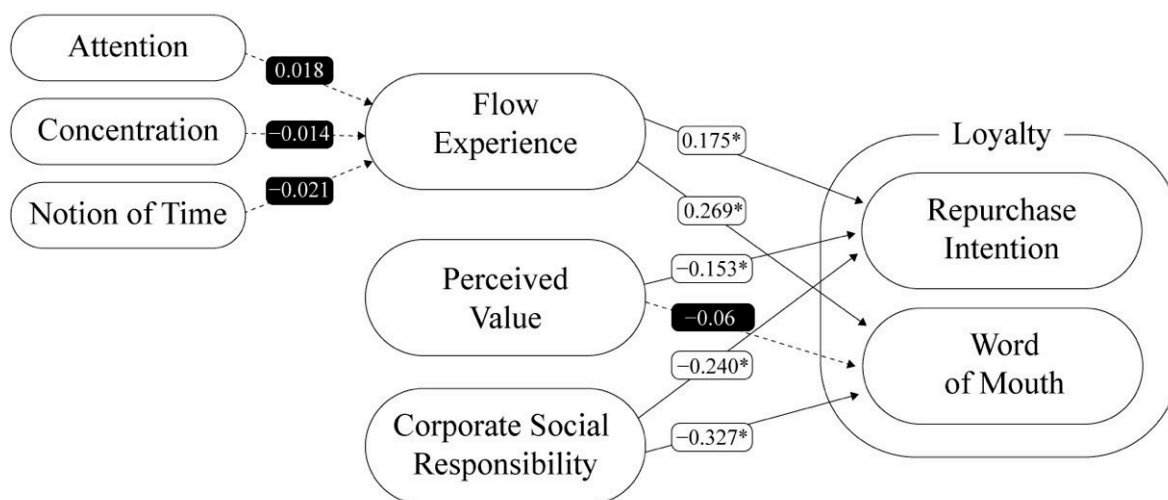 Attention
Concentration
Notion of Time
0.018
−0.014
−0.021
Flow
Experience
Perceived
Value
Corporate Social
Responsibility
0.175*
0.269*
−0.153*
−0.06
−0.240*
−0.327*
Loyalty
Repurchase
Intention
Word
of Mouth